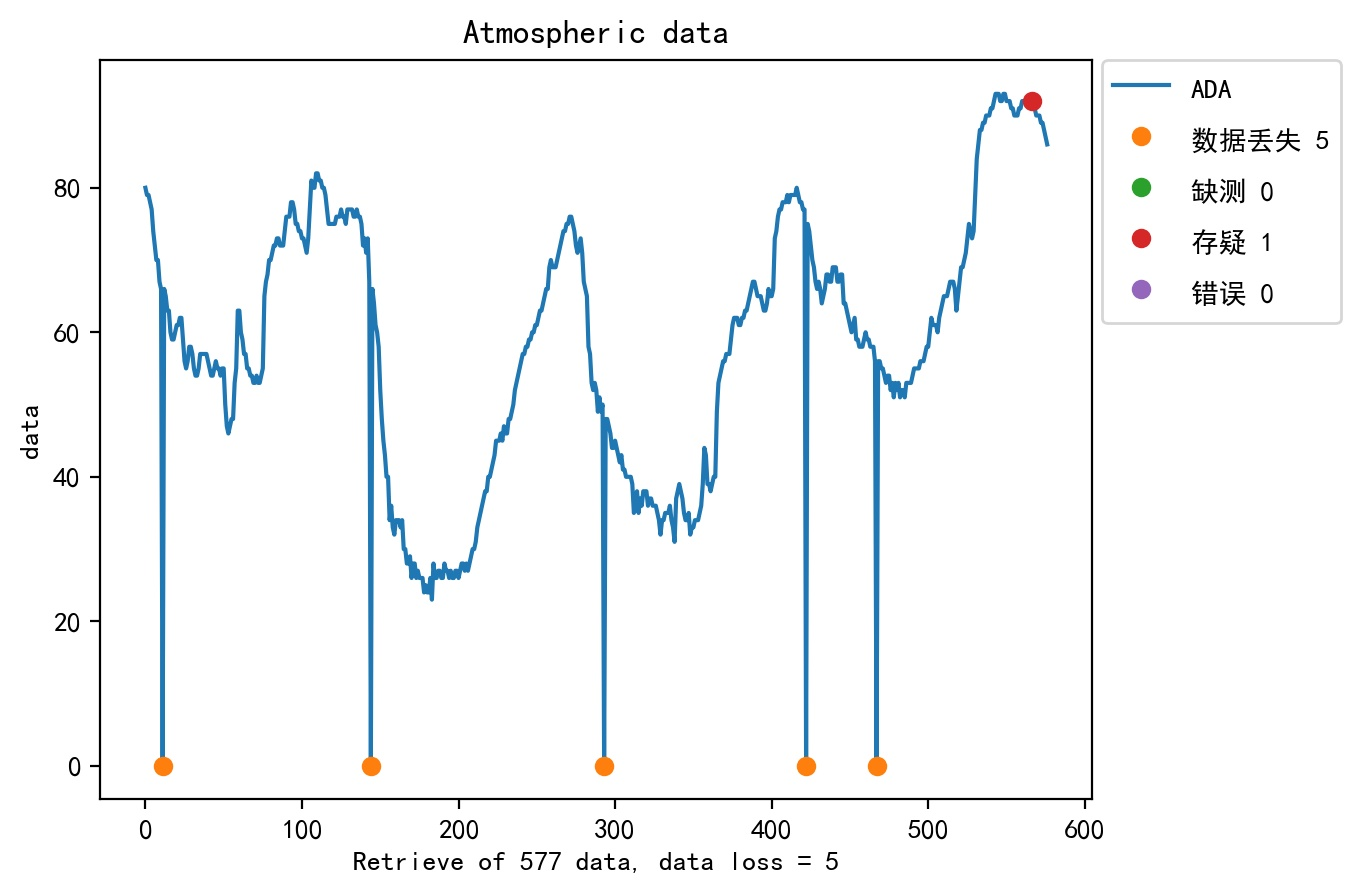 Atmospheric data
ADA
数据丢失 5
缺测 0
存疑 1
错误 0
data
80
60
40
20
0
0 100 200 300 400 500 600
Retrieve of 577 data, data loss = 5